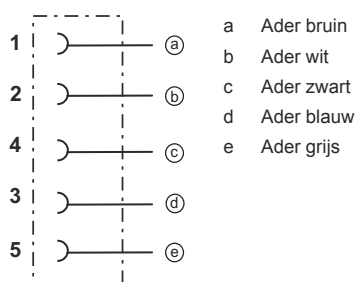 1 ⓐ
2 ⓑ
4 ⓒ
3 ⓓ
5 ⓔ
a Ader bruin
b Ader wit
c Ader zwart
d Ader blauw
e Ader grijs